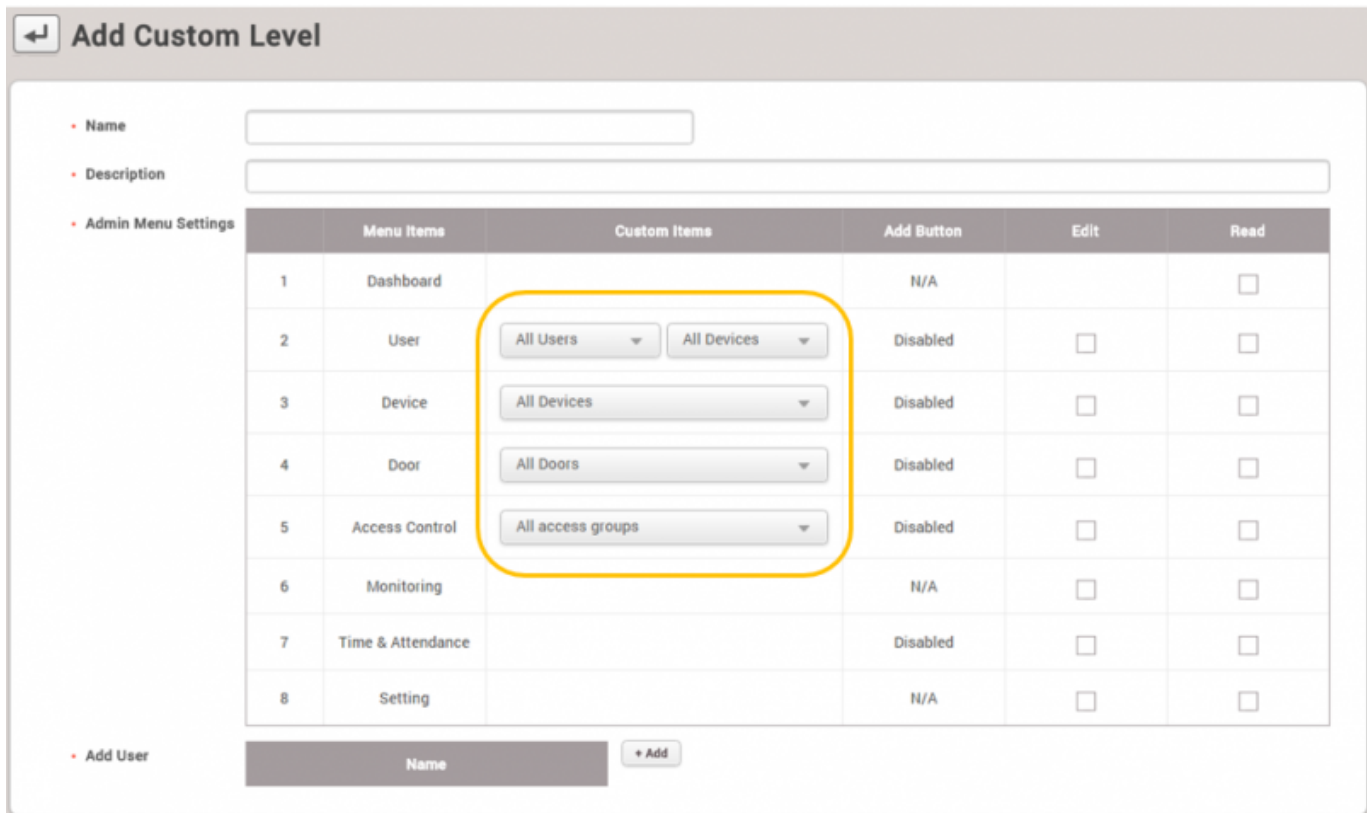 Add Custom Level
Name
Description
Admin Menu Settings
Menu Items Custom Items Add Button Edit Read
1 Dashboard N/A
2 User All Users All Devices Disabled
3 Device All Devices Disabled
4 Door All Doors Disabled
5 Access Control All access groups Disabled
6 Monitoring N/A
7 Time & Attendance Disabled
8 Setting N/A
Add User Name + Add